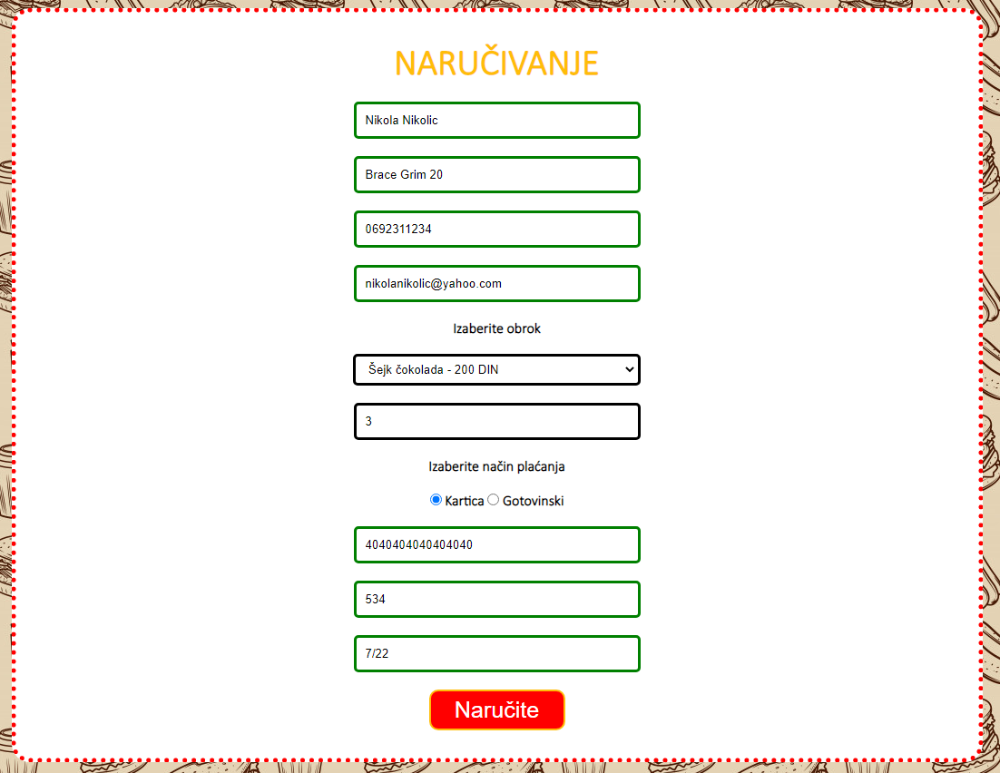 NARUČIVANJE
Nikola Nikolic
Brace Grim 20
0692311234
nikolanikolic@yahoo.com
Izaberite obrok
Šejk čokolada - 200 DIN
3
Izaberite način plaćanja
Kartica Gotovinski
4040404040404040
534
7/22
Naručite